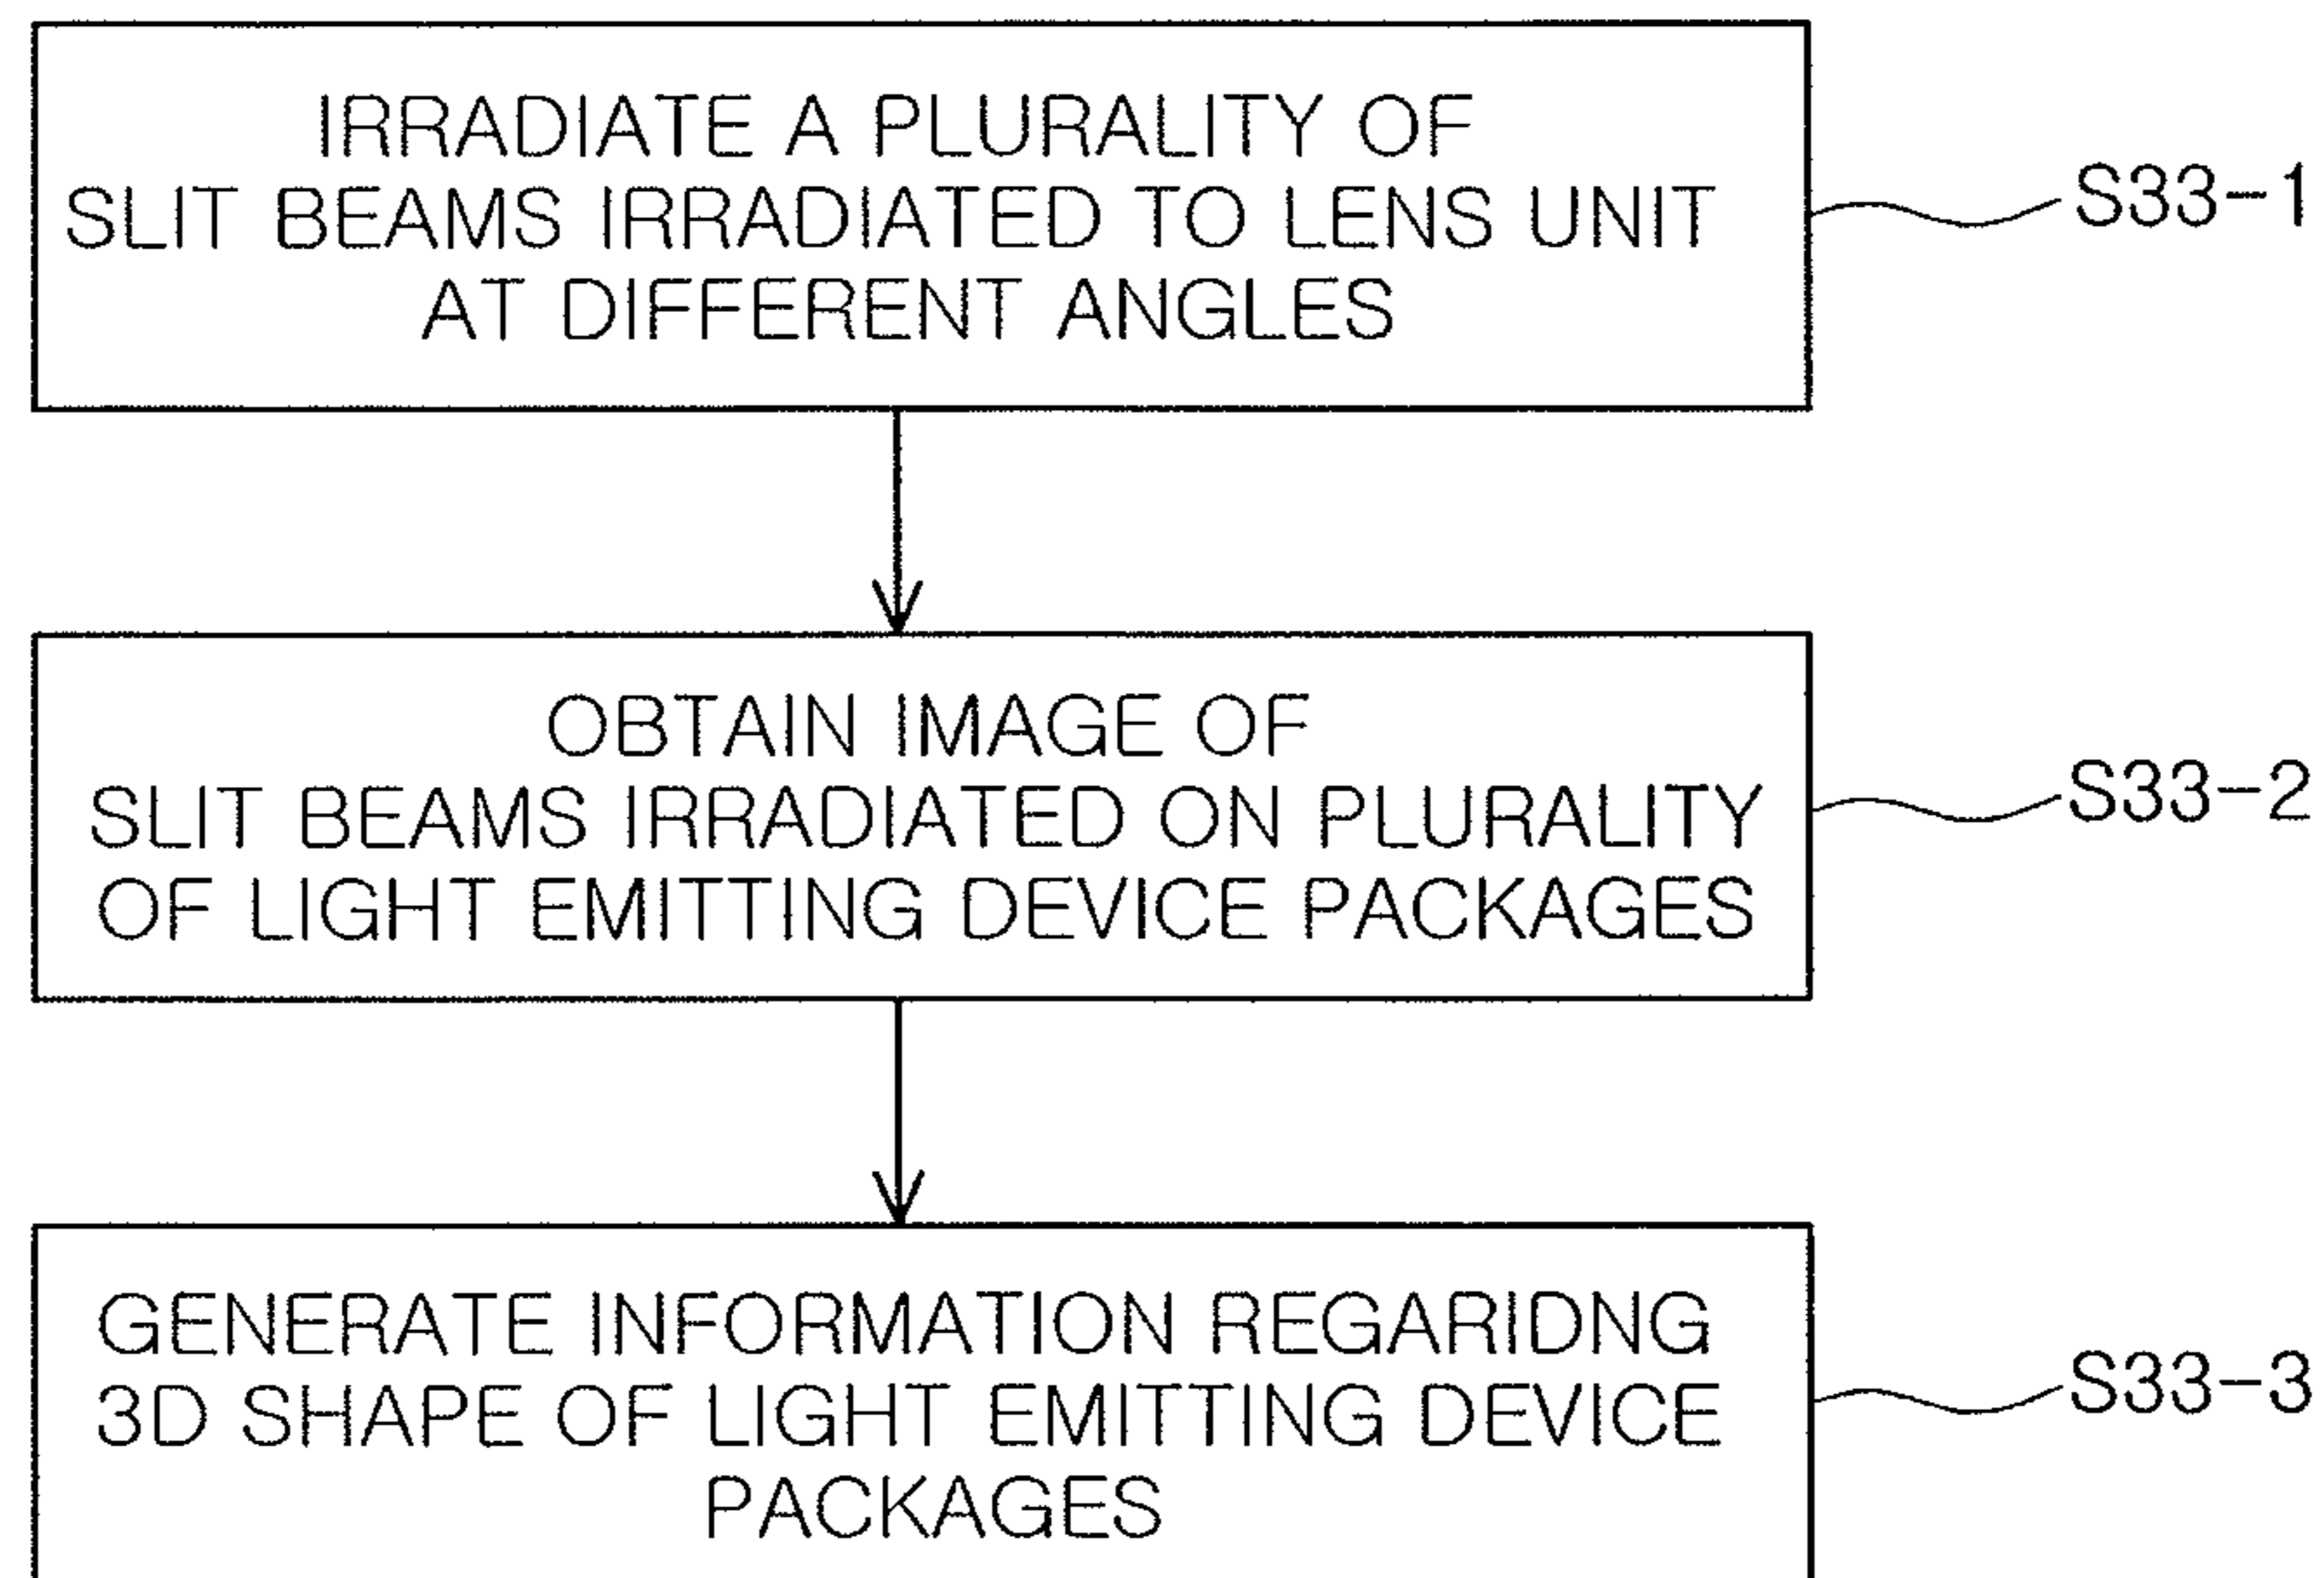 IRRADIATE A PLURALITY OF
SLIT BEAMS IRRADIATED TO LENS UNIT
AT DIFFERENT ANGLES
S33-1
OBTAIN IMAGE OF
SLIT BEAMS IRRADIATED ON PLURALITY
OF LIGHT EMITTING DEVICE PACKAGES
S33-2
GENERATE INFORMATION REGARIDNG
3D SHAPE OF LIGHT EMITTING DEVICE
PACKAGES
S33-3